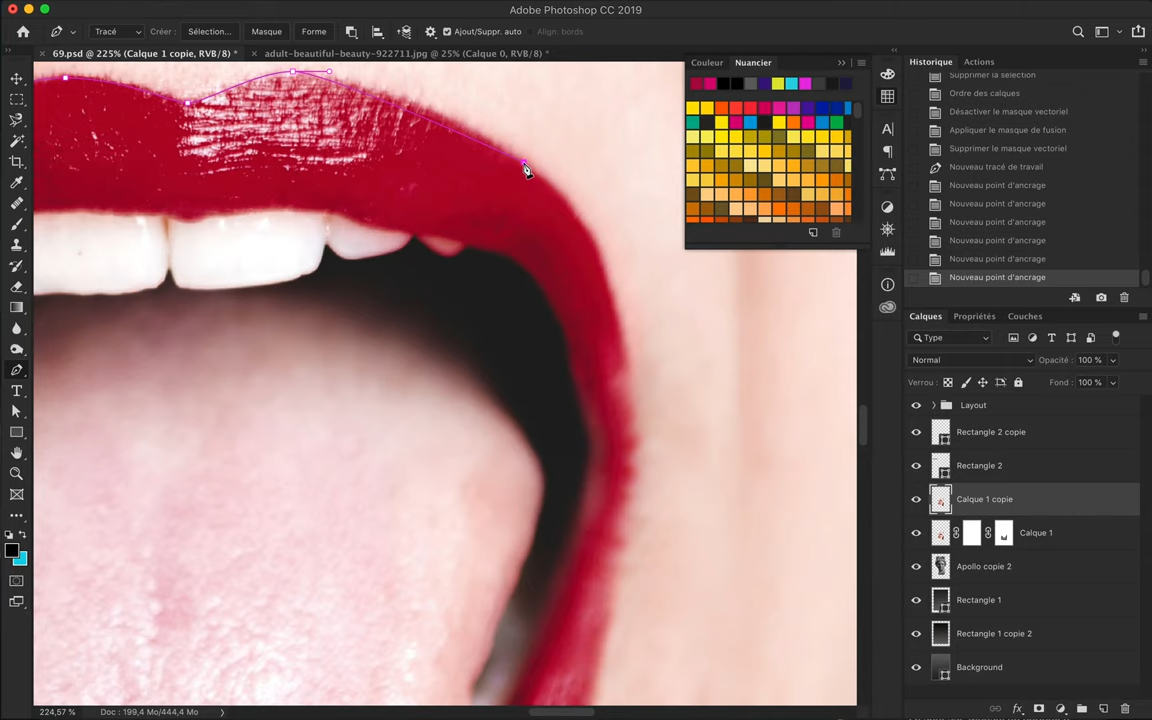 Adobe Photoshop CC 2019
Tracé
Créer :
Sélection...
Masque
Forme
Ajout/Suppr. auto
Align. bords
69.psd @ 225% (Calque 1 copie, RVB/8) *
adult-beautiful-beauty-922711.jpg @ 25% (Calque 0, RVB/8) *
Couleur
Nuancier
Historique
Actions
Supprimer la sélection
Ordre des calques
Désactiver le masque vectoriel
Appliquer le masque de fusion
Supprimer le masque vectoriel
Nouveau tracé de travail
Nouveau point d'ancrage
Nouveau point d'ancrage
Nouveau point d'ancrage
Nouveau point d'ancrage
Nouveau point d'ancrage
Nouveau point d'ancrage
Calques
Propriétés
Couches
Type
Normal
Opacité : 100 %
Verrou :
Fond : 100 %
Layout
Rectangle 2 copie
Rectangle 2
Calque 1 copie
Calque 1
Apollo copie 2
Rectangle 1
Rectangle 1 copie 2
Background
224,57 %
Doc : 199,4 Mo/444,4 Mo